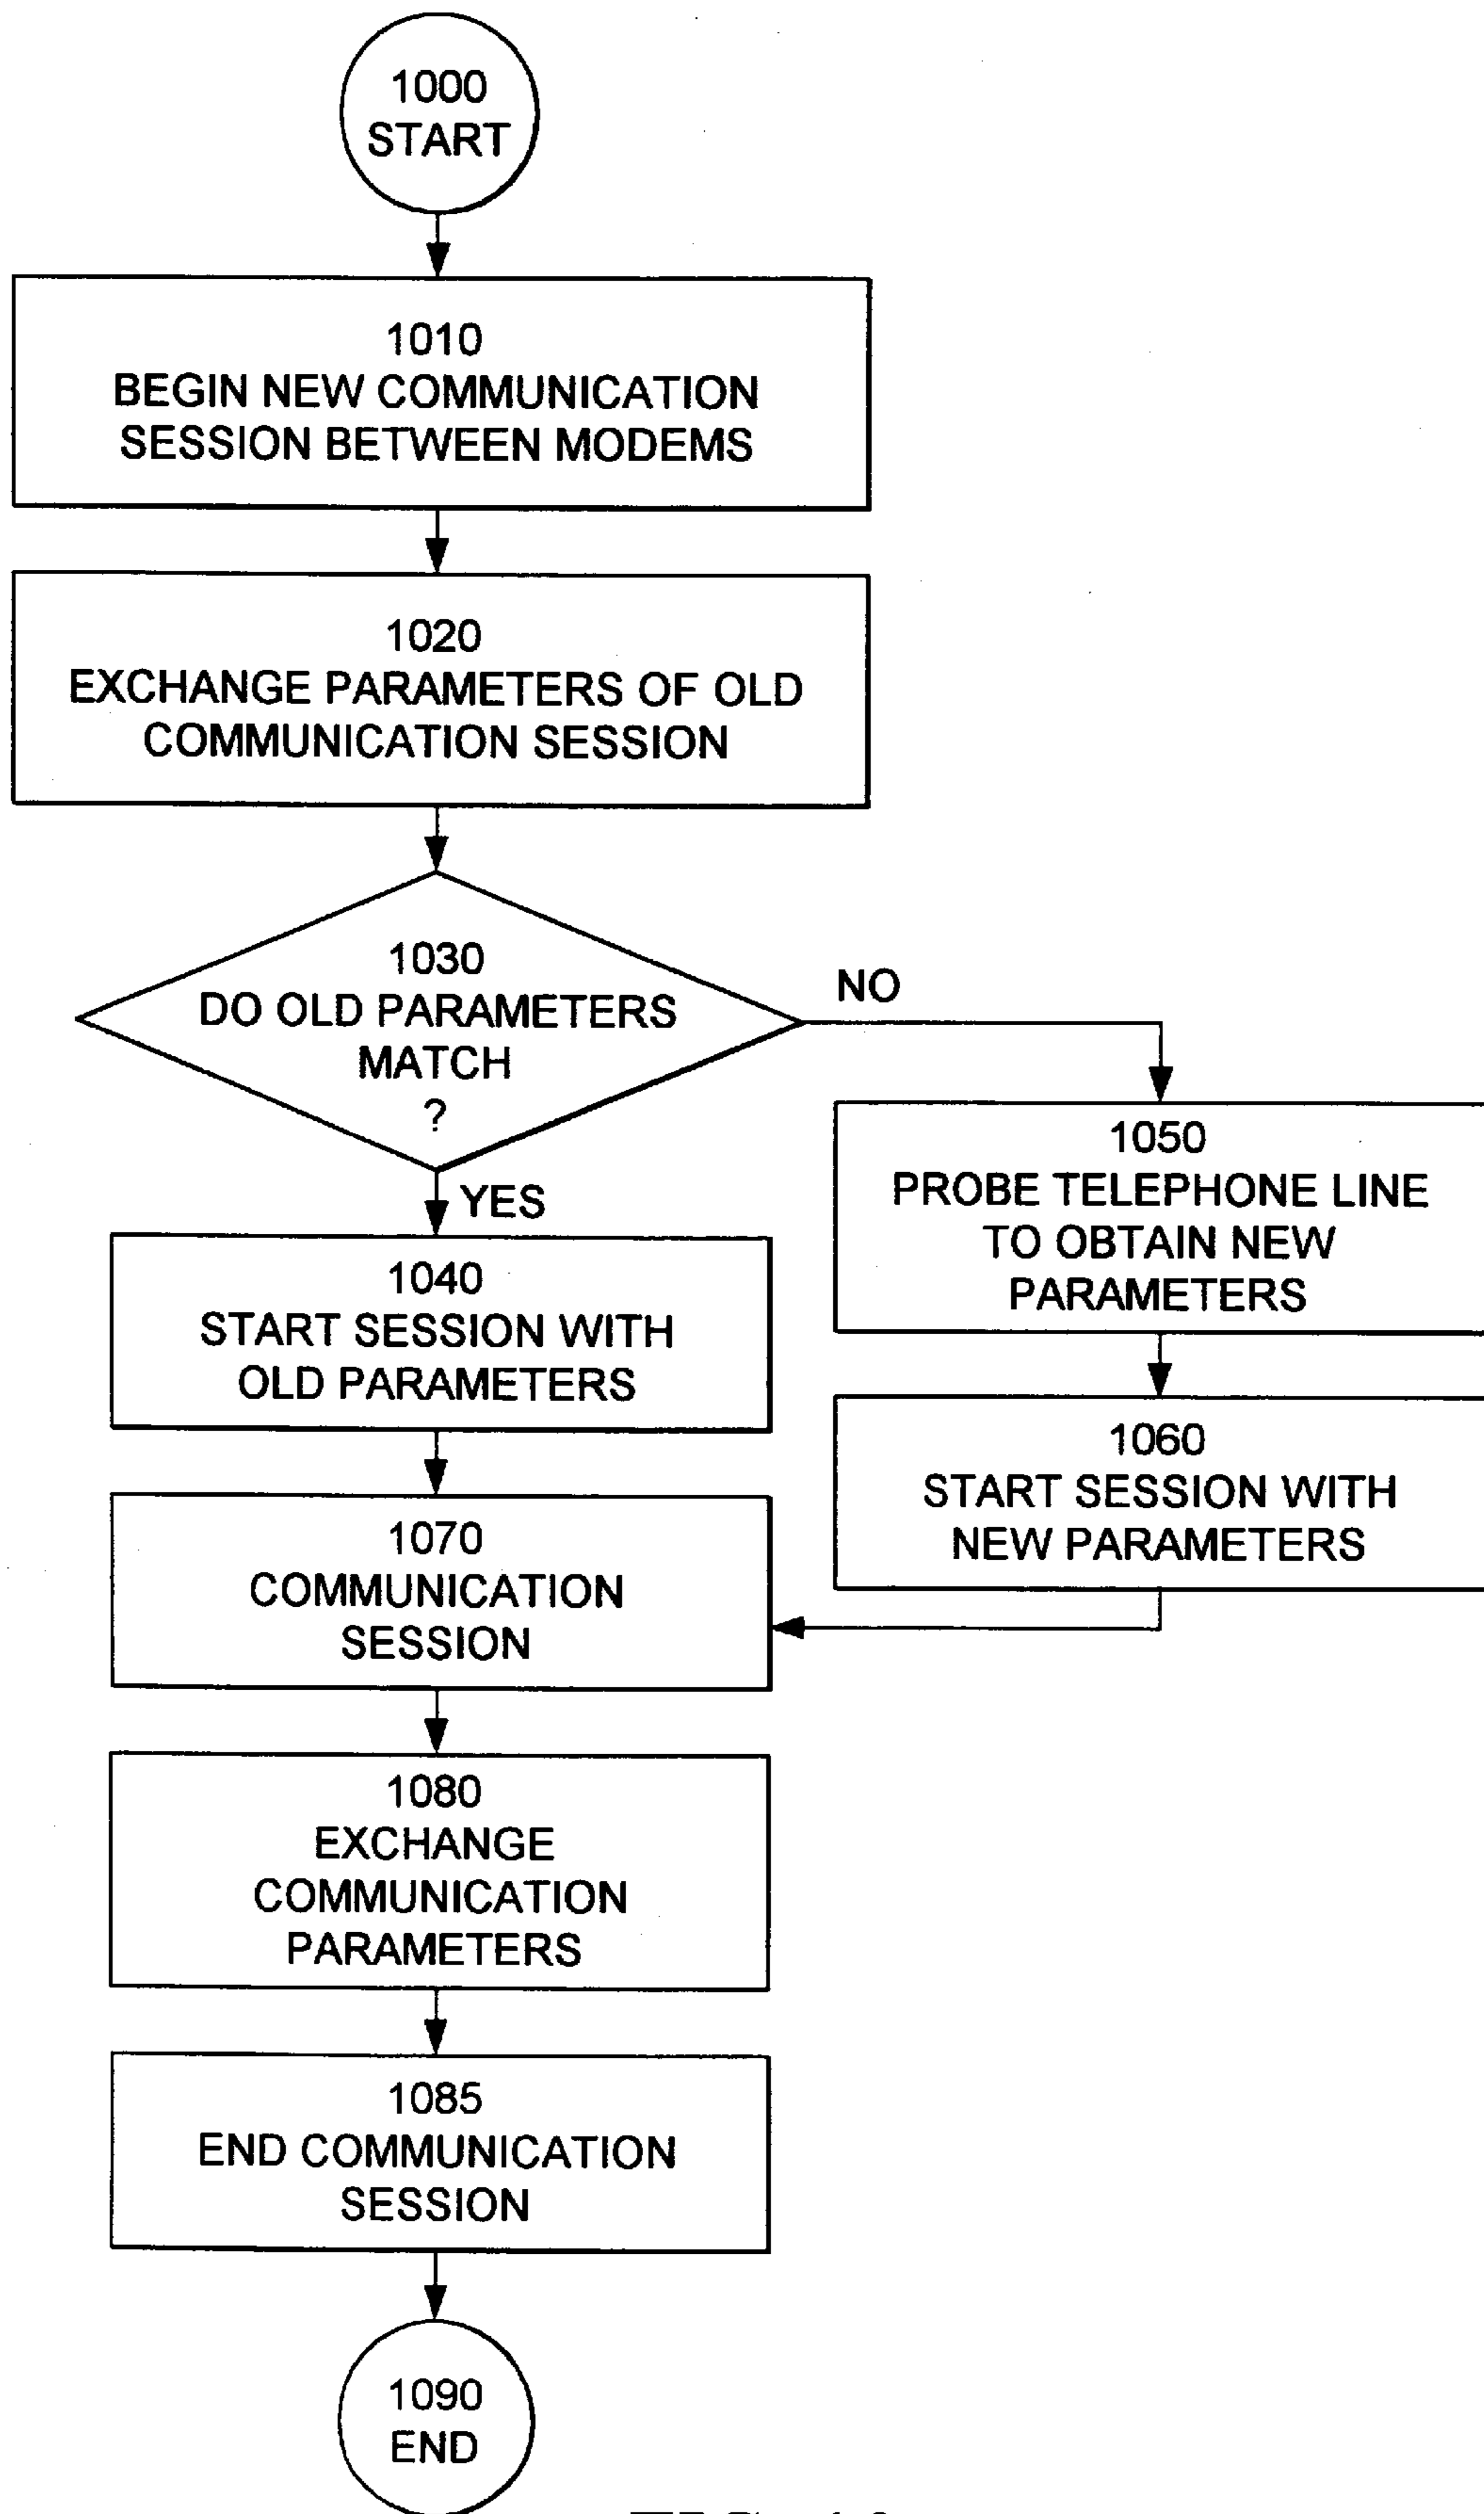 1000
START
1010
BEGIN NEW COMMUNICATION
SESSION BETWEEN MODEMS
1020
EXCHANGE PARAMETERS OF OLD
COMMUNICATION SESSION
1030
DO OLD PARAMETERS
MATCH
?
NO
YES
1050
PROBE TELEPHONE LINE
TO OBTAIN NEW
PARAMETERS
1040
START SESSION WITH
OLD PARAMETERS
1060
START SESSION WITH
NEW PARAMETERS
1070
COMMUNICATION
SESSION
1080
EXCHANGE
COMMUNICATION
PARAMETERS
1085
END COMMUNICATION
SESSION
1090
END